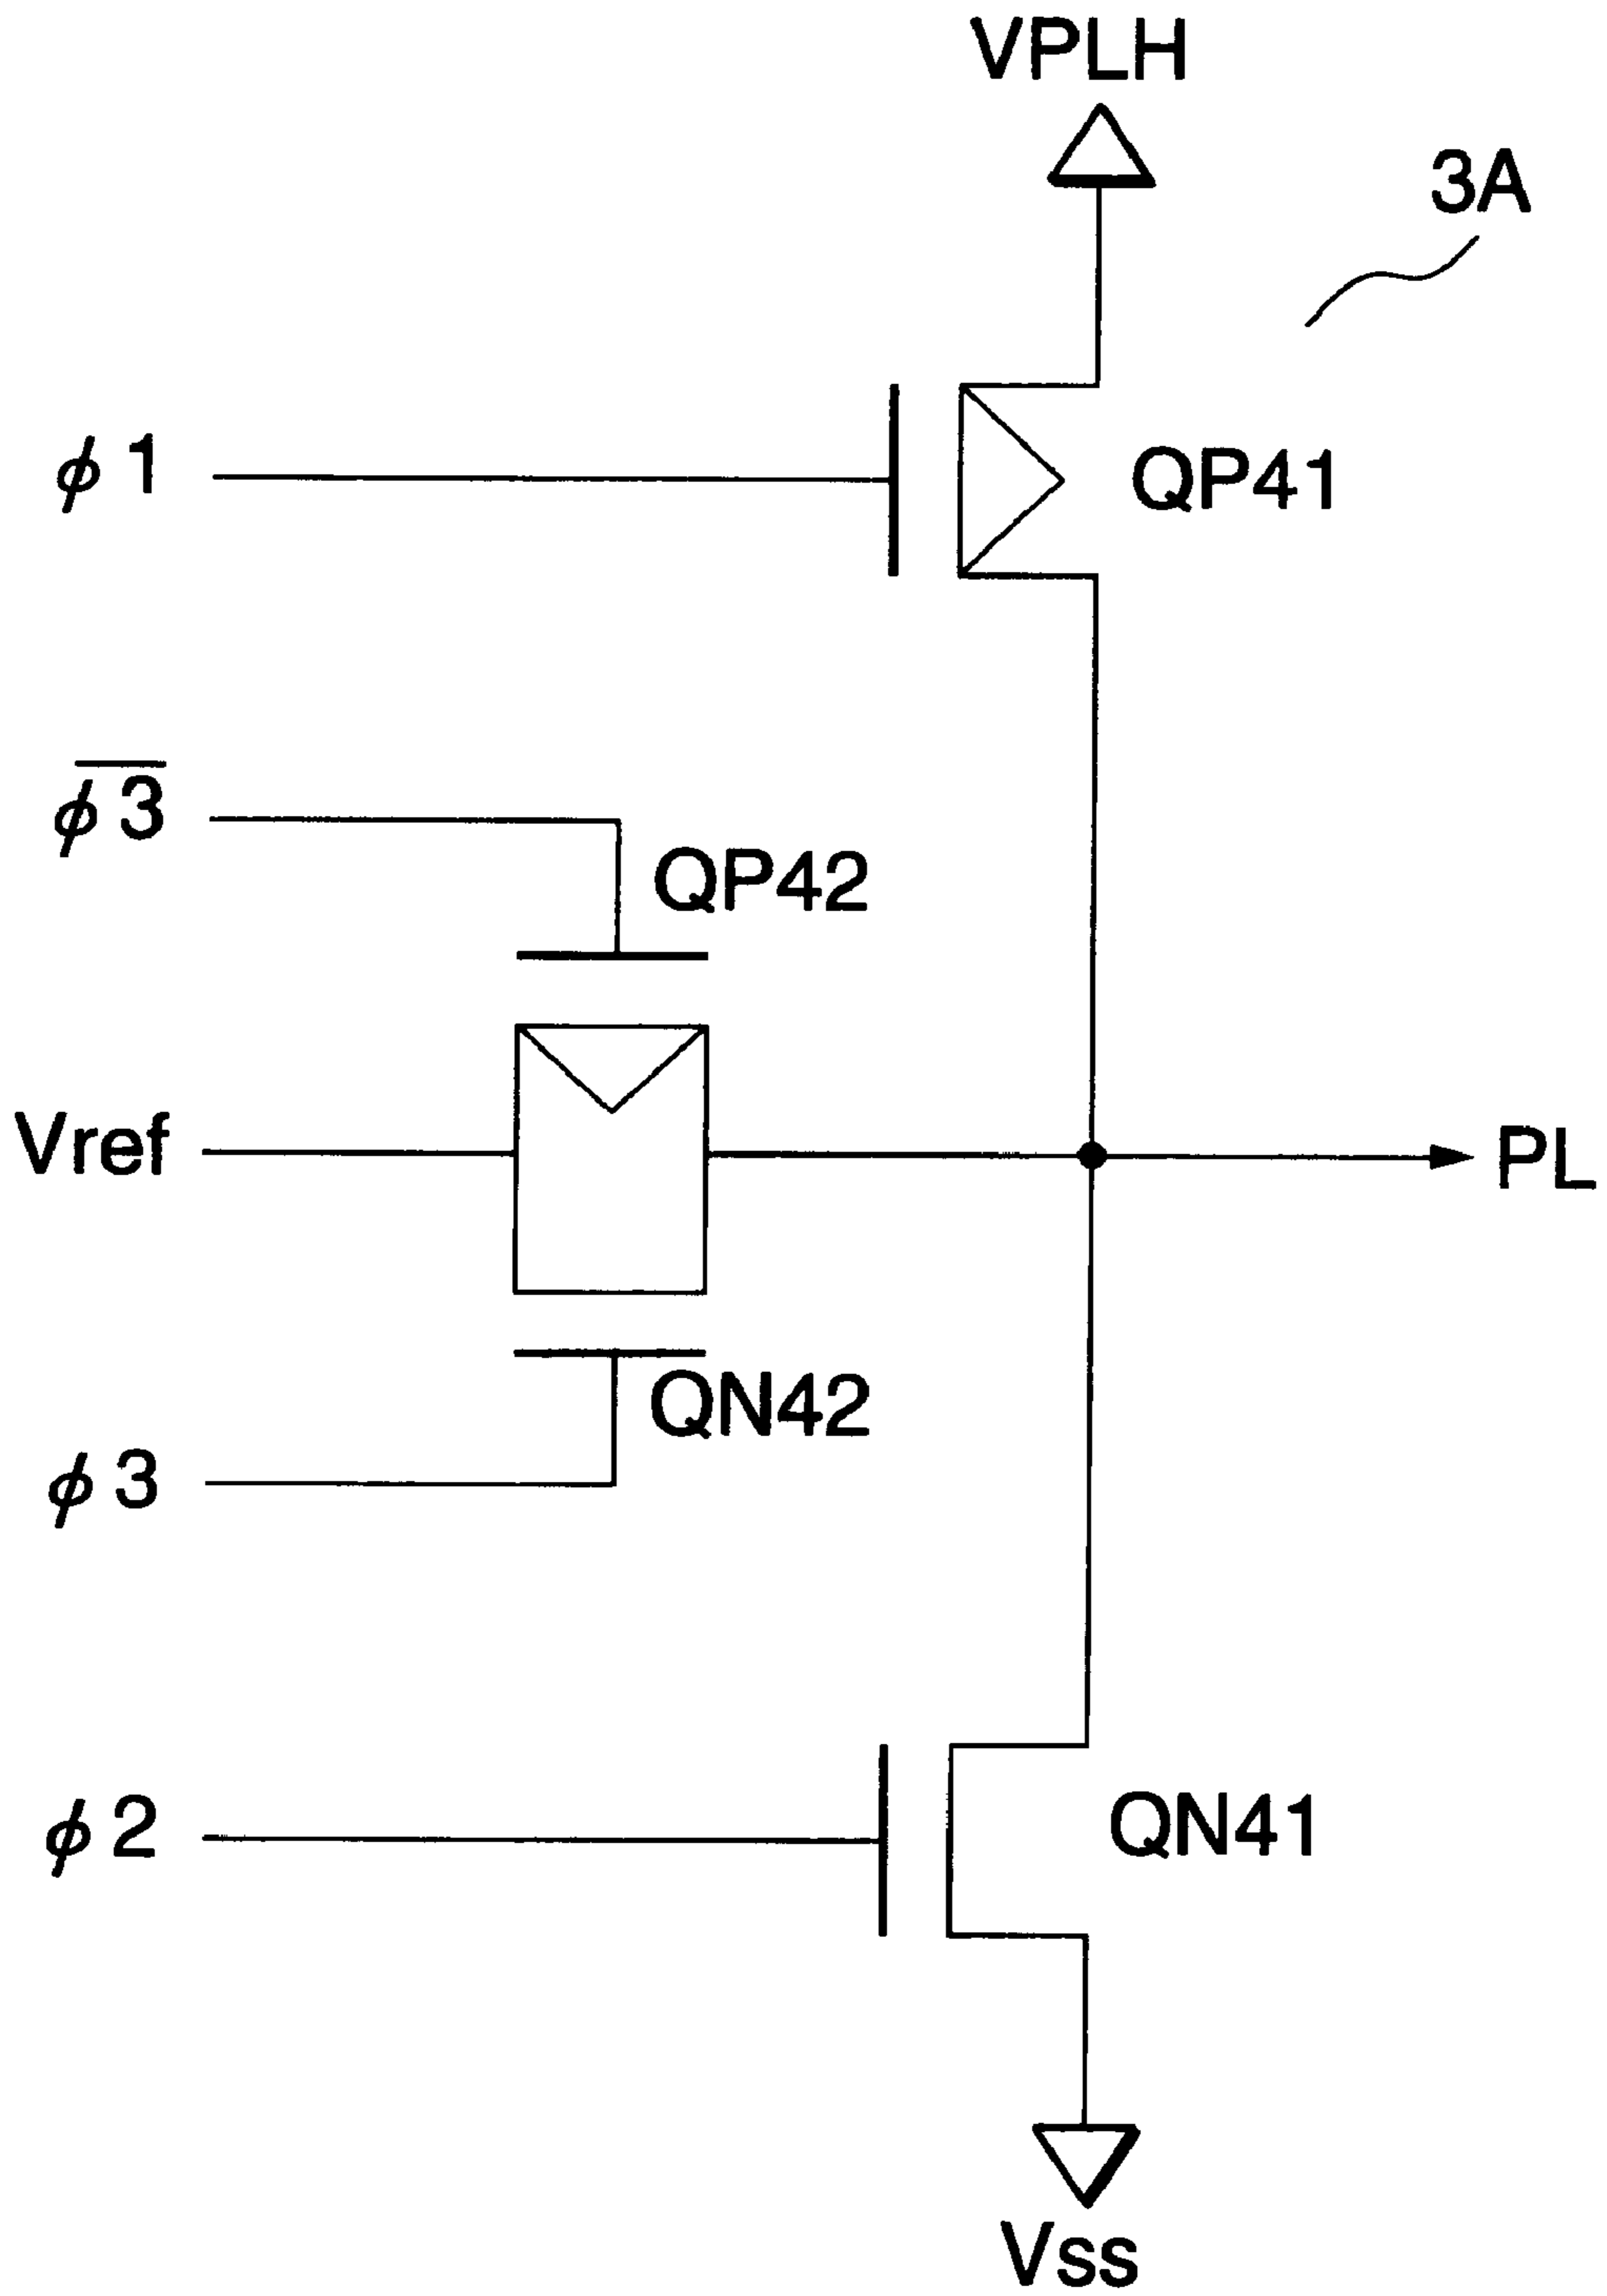 VPLH
3A
ϕ1
QP41
ϕ3̅
QP42
Vref
PL
QN42
ϕ3
ϕ2
QN41
Vss